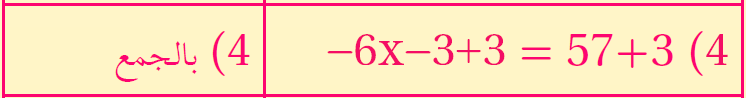 4) −6x−3+3 = 57+3
4) بالجمع